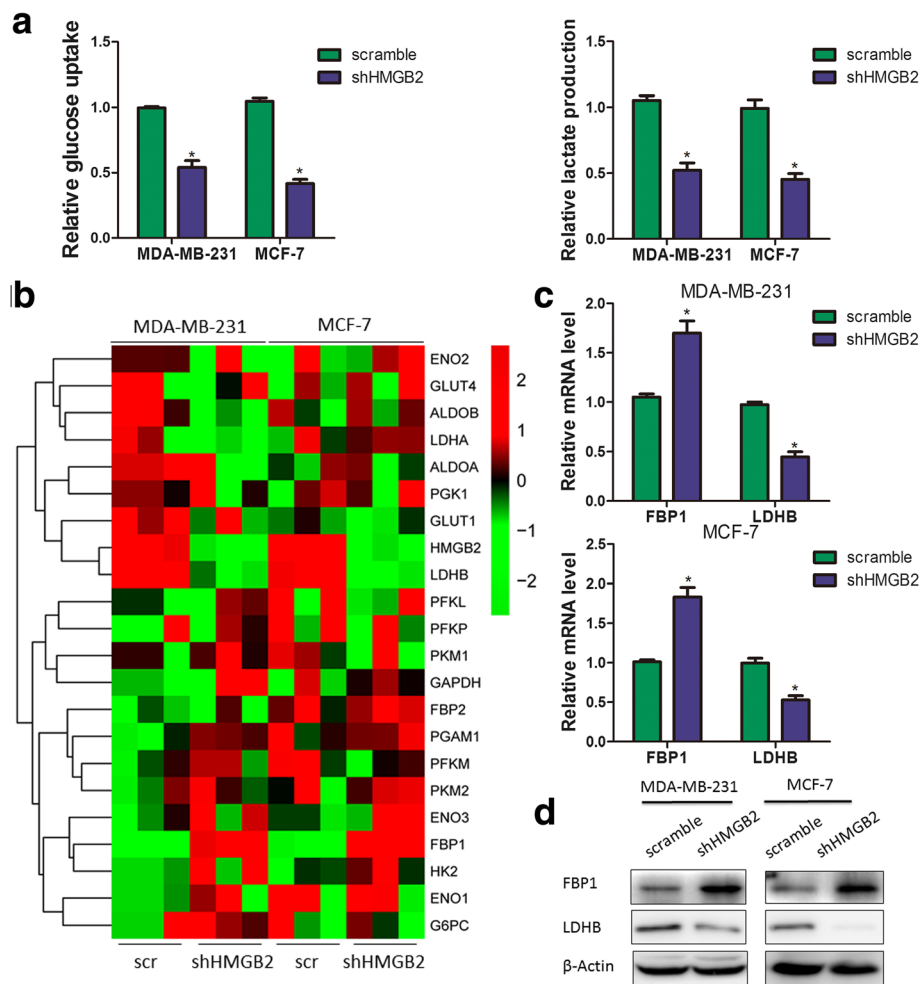 a
1.5
1.0
0.5
0.0
Relative glucose uptake
scramble
shHMGB2
*
*
MDA-MB-231
MCF-7
1.5
1.0
0.5
0.0
Relative lactate production
scramble
shHMGB2
*
*
MDA-MB-231
MCF-7
b
MDA-MB-231
MCF-7
ENO2
GLUT4
ALDOB
LDHA
ALDOA
PGK1
GLUT1
HMGB2
LDHB
PFKL
PFKP
PKM1
GAPDH
FBP2
PGAM1
PFKM
PKM2
ENO3
FBP1
HK2
ENO1
G6PC
2
1
0
−1
−2
scr
shHMGB2
scr
shHMGB2
c
MDA-MB-231
2.0
1.5
1.0
0.5
0.0
Relative mRNA level
scramble
shHMGB2
*
*
FBP1
LDHB
MCF-7
2.5
2.0
1.5
1.0
0.5
0.0
Relative mRNA level
scramble
shHMGB2
*
*
FBP1
LDHB
d
MDA-MB-231
MCF-7
scramble
shHMGB2
scramble
shHMGB2
FBP1
LDHB
β-Actin